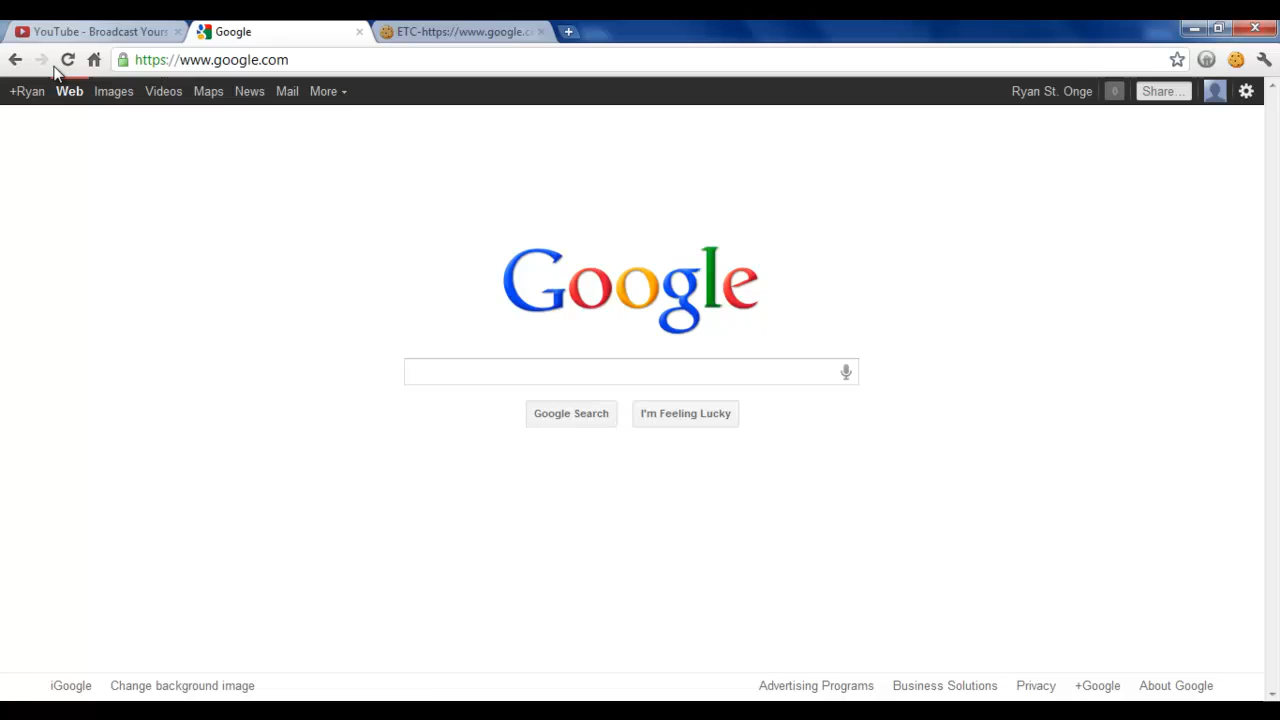 YouTube - Broadcast Yours
Google
ETC-https://www.google.c
https://www.google.com
+Ryan Web Images Videos Maps News Mail More
Ryan St. Onge 0 Share...
Google
Google Search I'm Feeling Lucky
iGoogle Change background image Advertising Programs Business Solutions Privacy +Google About Google